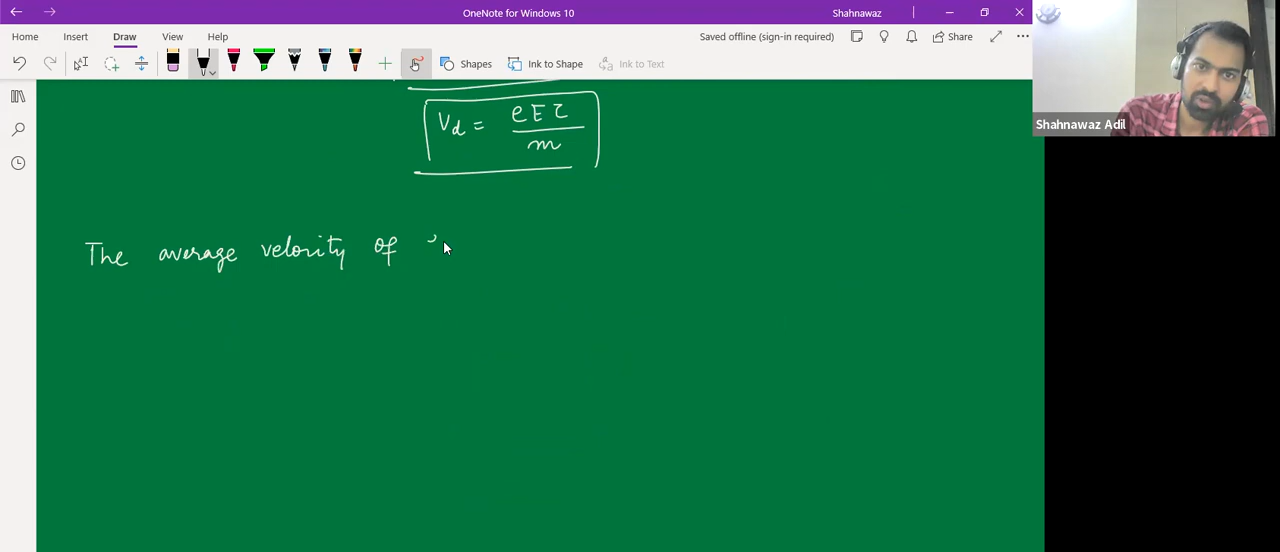 OneNote for Windows 10
Shahnawaz
Home Insert Draw View Help
Saved offline (sign-in required) Share
Shapes Ink to Shape Ink to Text
Shahnawaz Adil
Vd = eEτ
m
The average velocity of